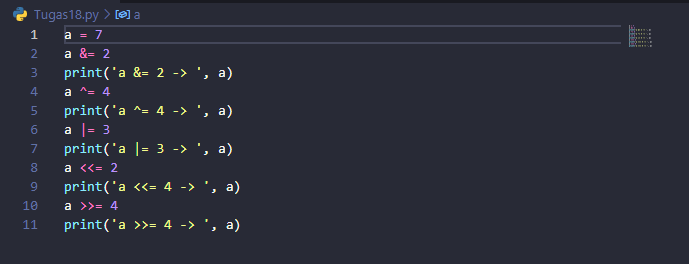 Tugas18.py > a
1 a = 7
2 a &= 2
3 print('a &= 2 -> ', a)
4 a ^= 4
5 print('a ^= 4 -> ', a)
6 a |= 3
7 print('a |= 3 -> ', a)
8 a <<= 2
9 print('a <<= 4 -> ', a)
10 a >>= 4
11 print('a >>= 4 -> ', a)